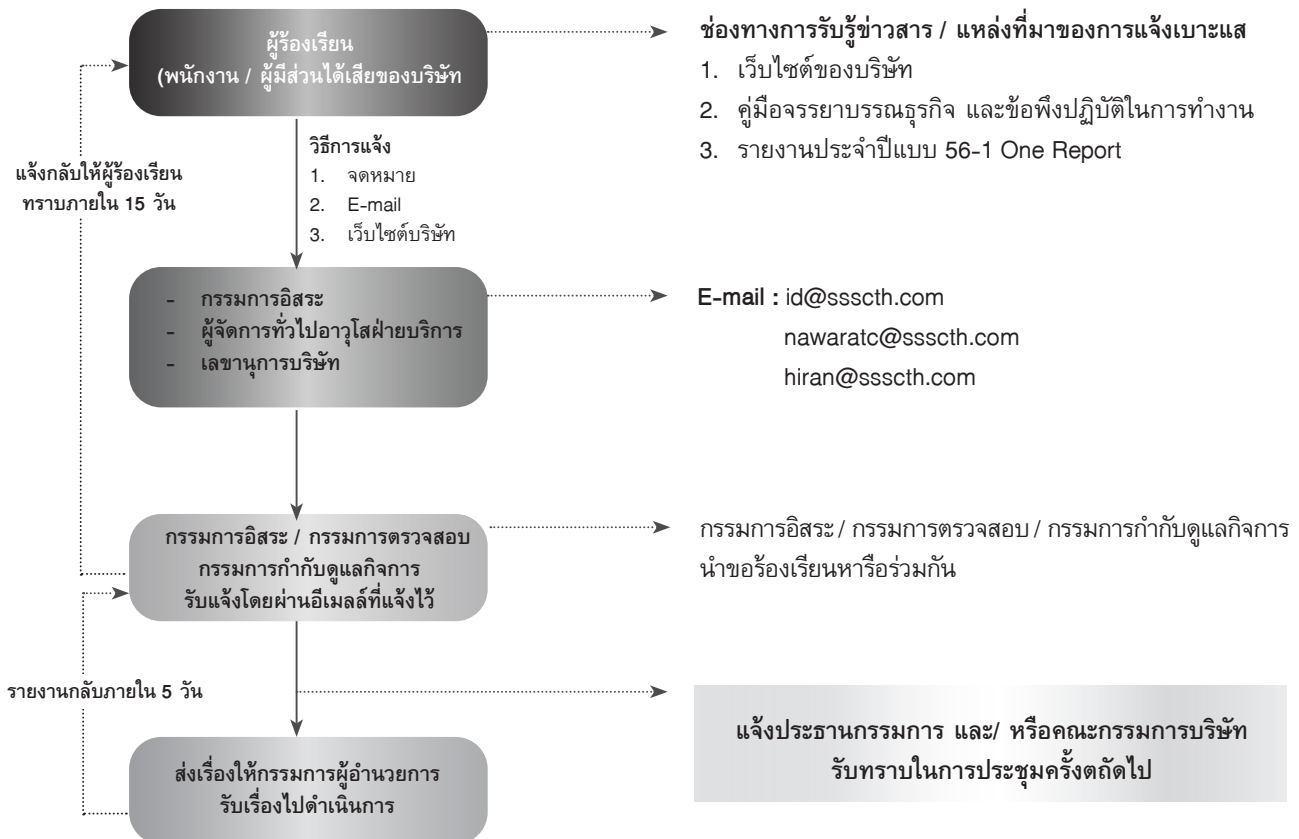 ผู้ร้องเรียน
(พนักงาน / ผู้มีส่วนได้เสียของบริษัท
ช่องทางการรับรู้ข่าวสาร / แหล่งที่มาของการแจ้งเบาะแส
1. เว็บไซต์ของบริษัท
2. คู่มือจรรยาบรรณธุรกิจ และข้อพึงปฏิบัติในการทำงาน
3. รายงานประจำปีแบบ 56-1 One Report
แจ้งกลับให้ผู้ร้องเรียน
ทราบภายใน 15 วัน
วิธีการแจ้ง
1. จดหมาย
2. E-mail
3. เว็บไซต์บริษัท
- กรรมการอิสระ
- ผู้จัดการทั่วไปอาวุโสฝ่ายบริการ
- เลขานุการบริษัท
E-mail : id@ssscth.com
nawaratc@ssscth.com
hiran@ssscth.com
กรรมการอิสระ / กรรมการตรวจสอบ
กรรมการกำกับดูแลกิจการ
รับแจ้งโดยผ่านอีเมลล์ที่แจ้งไว้
กรรมการอิสระ / กรรมการตรวจสอบ / กรรมการกำกับดูแลกิจการ
นำขอร้องเรียนหารือร่วมกัน
รายงานกลับภายใน 5 วัน
แจ้งประธานกรรมการ และ/ หรือคณะกรรมการบริษัท
รับทราบในการประชุมครั้งตถัดไป
ส่งเรื่องให้กรรมการผู้อำนวยการ
รับเรื่องไปดำเนินการ